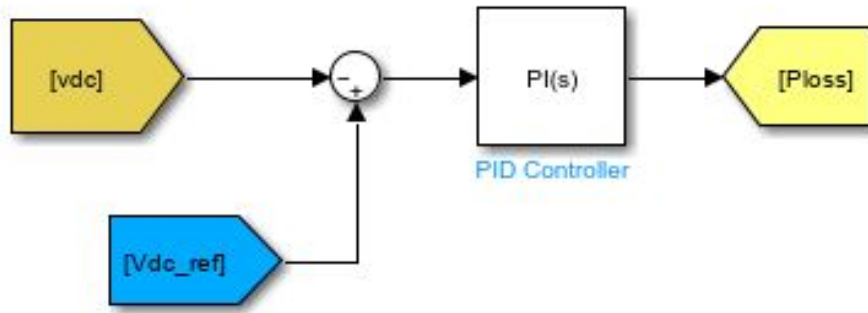 [vdc]
−
+
PI(s)
[Ploss]
PID Controller
[Vdc_ref]